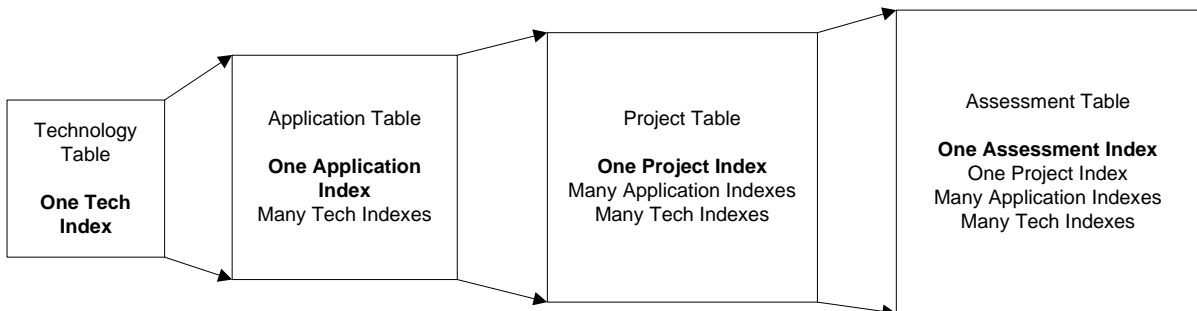 Technology
Table
One Tech
Index
Application Table
One Application
Index
Many Tech Indexes
Project Table
One Project Index
Many Application Indexes
Many Tech Indexes
Assessment Table
One Assessment Index
One Project Index
Many Application Indexes
Many Tech Indexes